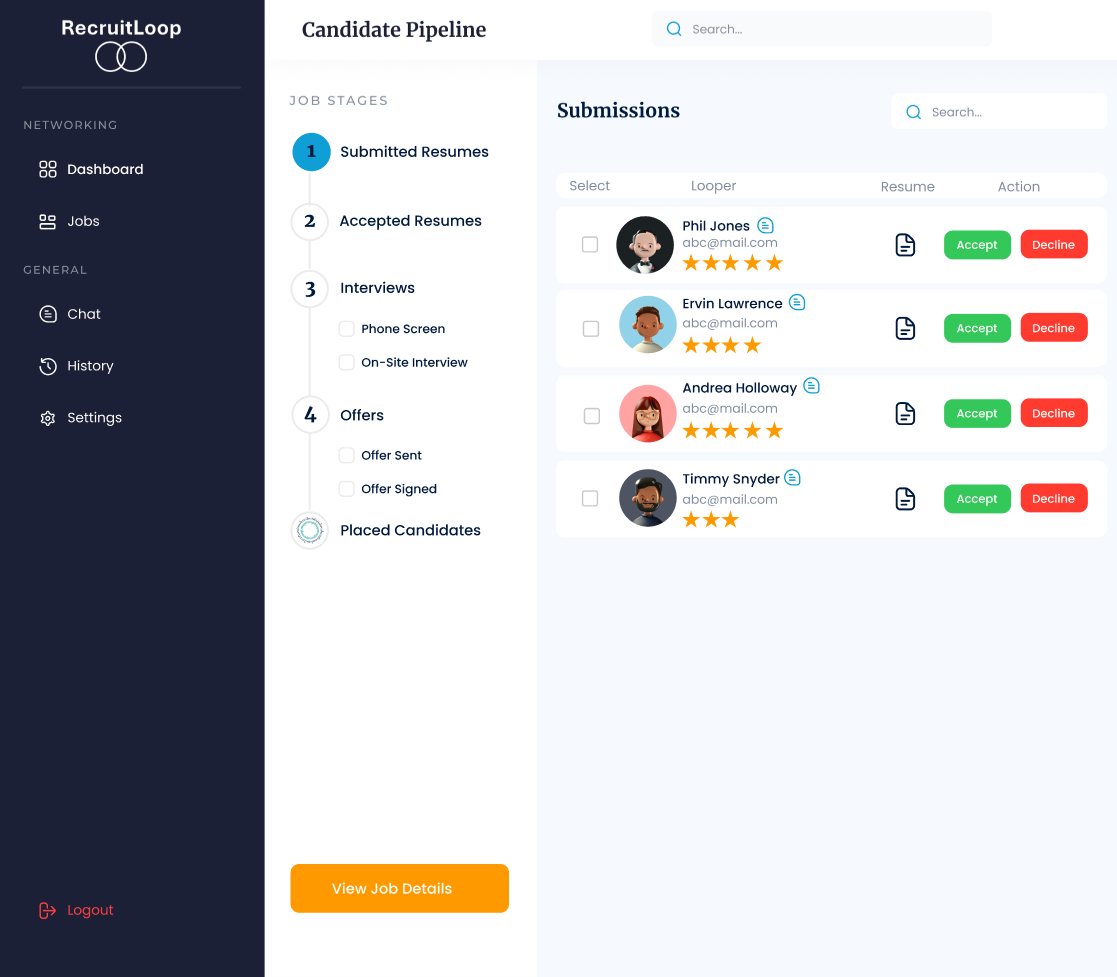 RecruitLoop
NETWORKING
Dashboard
Jobs
GENERAL
Chat
History
Settings
Logout
Candidate Pipeline
Search...
JOB STAGES
1 Submitted Resumes
2 Accepted Resumes
3 Interviews
Phone Screen
On-Site Interview
4 Offers
Offer Sent
Offer Signed
Placed Candidates
View Job Details
Submissions
Search...
Select Looper Resume Action
Phil Jones
abc@mail.com
Accept Decline
Ervin Lawrence
abc@mail.com
Accept Decline
Andrea Holloway
abc@mail.com
Accept Decline
Timmy Snyder
abc@mail.com
Accept Decline